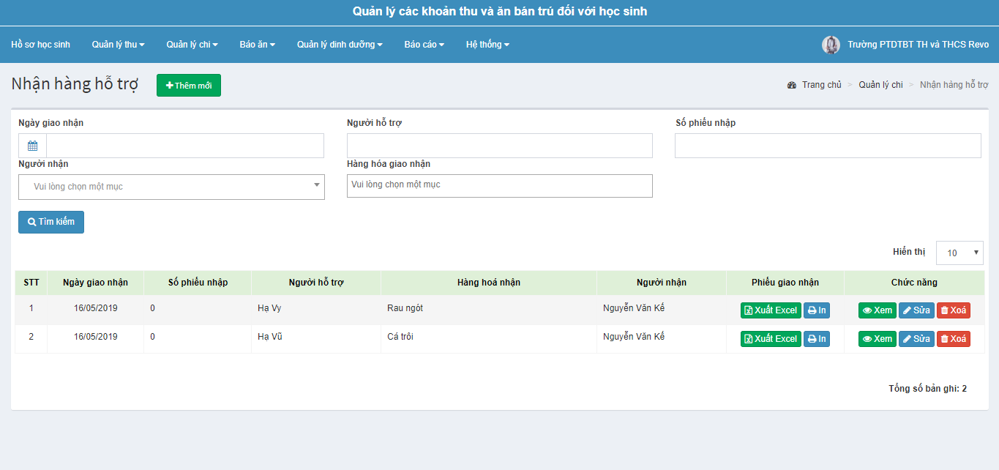 Quản lý các khoản thu và ăn bán trú đối với học sinh
Hồ sơ học sinh Quản lý thu Quản lý chi Báo ăn Quản lý dinh dưỡng Báo cáo Hệ thống Trường PTDTBT TH và THCS Revo
Nhận hàng hỗ trợ Thêm mới Trang chủ > Quản lý chi > Nhận hàng hỗ trợ
Ngày giao nhận Người hỗ trợ Số phiếu nhập
Người nhận Hàng hóa giao nhận
Vui lòng chọn một mục Vui lòng chọn một mục
Tìm kiếm
Hiển thị 10
STT Ngày giao nhận Số phiếu nhập Người hỗ trợ Hàng hoá nhận Người nhận Phiếu giao nhận Chức năng
1 16/05/2019 0 Hạ Vy Rau ngót Nguyễn Văn Kế Xuất Excel In Xem Sửa Xoá
2 16/05/2019 0 Hạ Vũ Cá trôi Nguyễn Văn Kế Xuất Excel In Xem Sửa Xoá
Tổng số bản ghi: 2